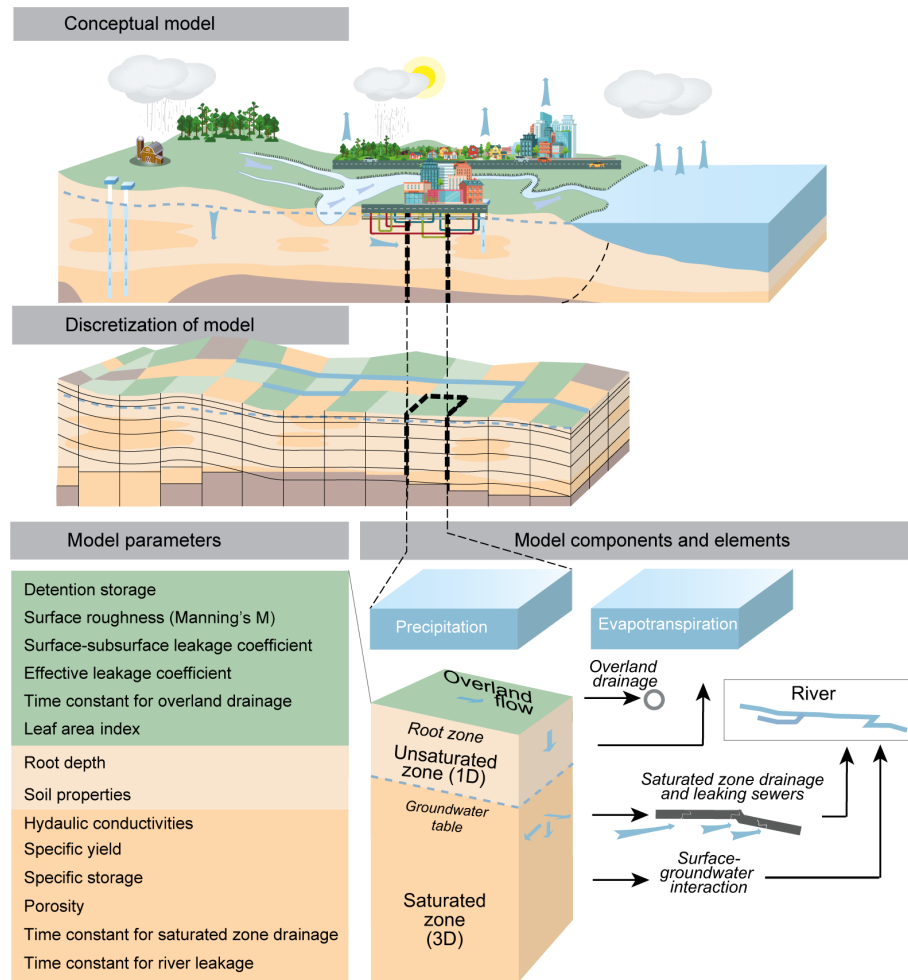 Conceptual model
Discretization of model
Model parameters
Model components and elements
Detention storage
Surface roughness (Manning's M)
Surface-subsurface leakage coefficient
Effective leakage coefficient
Time constant for overland drainage
Leaf area index
Root depth
Soil properties
Hydaulic conductivities
Specific yield
Specific storage
Porosity
Time constant for saturated zone drainage
Time constant for river leakage
Precipitation
Evapotranspiration
Overland
flow
Root zone
Unsaturated
zone (1D)
Groundwater
table
Saturated
zone
(3D)
Overland
drainage
River
Saturated zone drainage
and leaking sewers
Surface-
groundwater
interaction